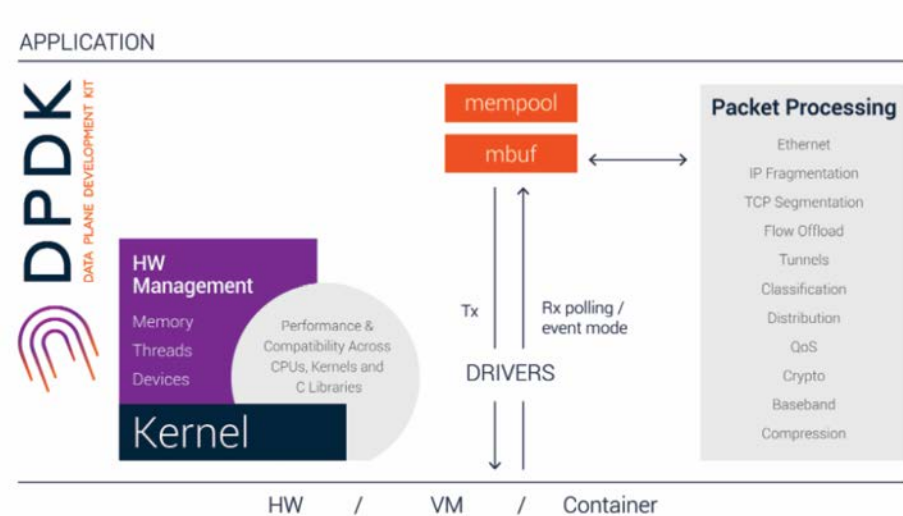 APPLICATION
DPDK
DATA PLANE DEVELOPMENT KIT
HW
Management
Memory
Threads
Devices
Performance &
Compatibility Across
CPUs, Kernels and
C Libraries
Kernel
mempool
mbuf
Tx
Rx polling /
event mode
DRIVERS
Packet Processing
Ethernet
IP Fragmentation
TCP Segmentation
Flow Offload
Tunnels
Classification
Distribution
QoS
Crypto
Baseband
Compression
HW / VM / Container